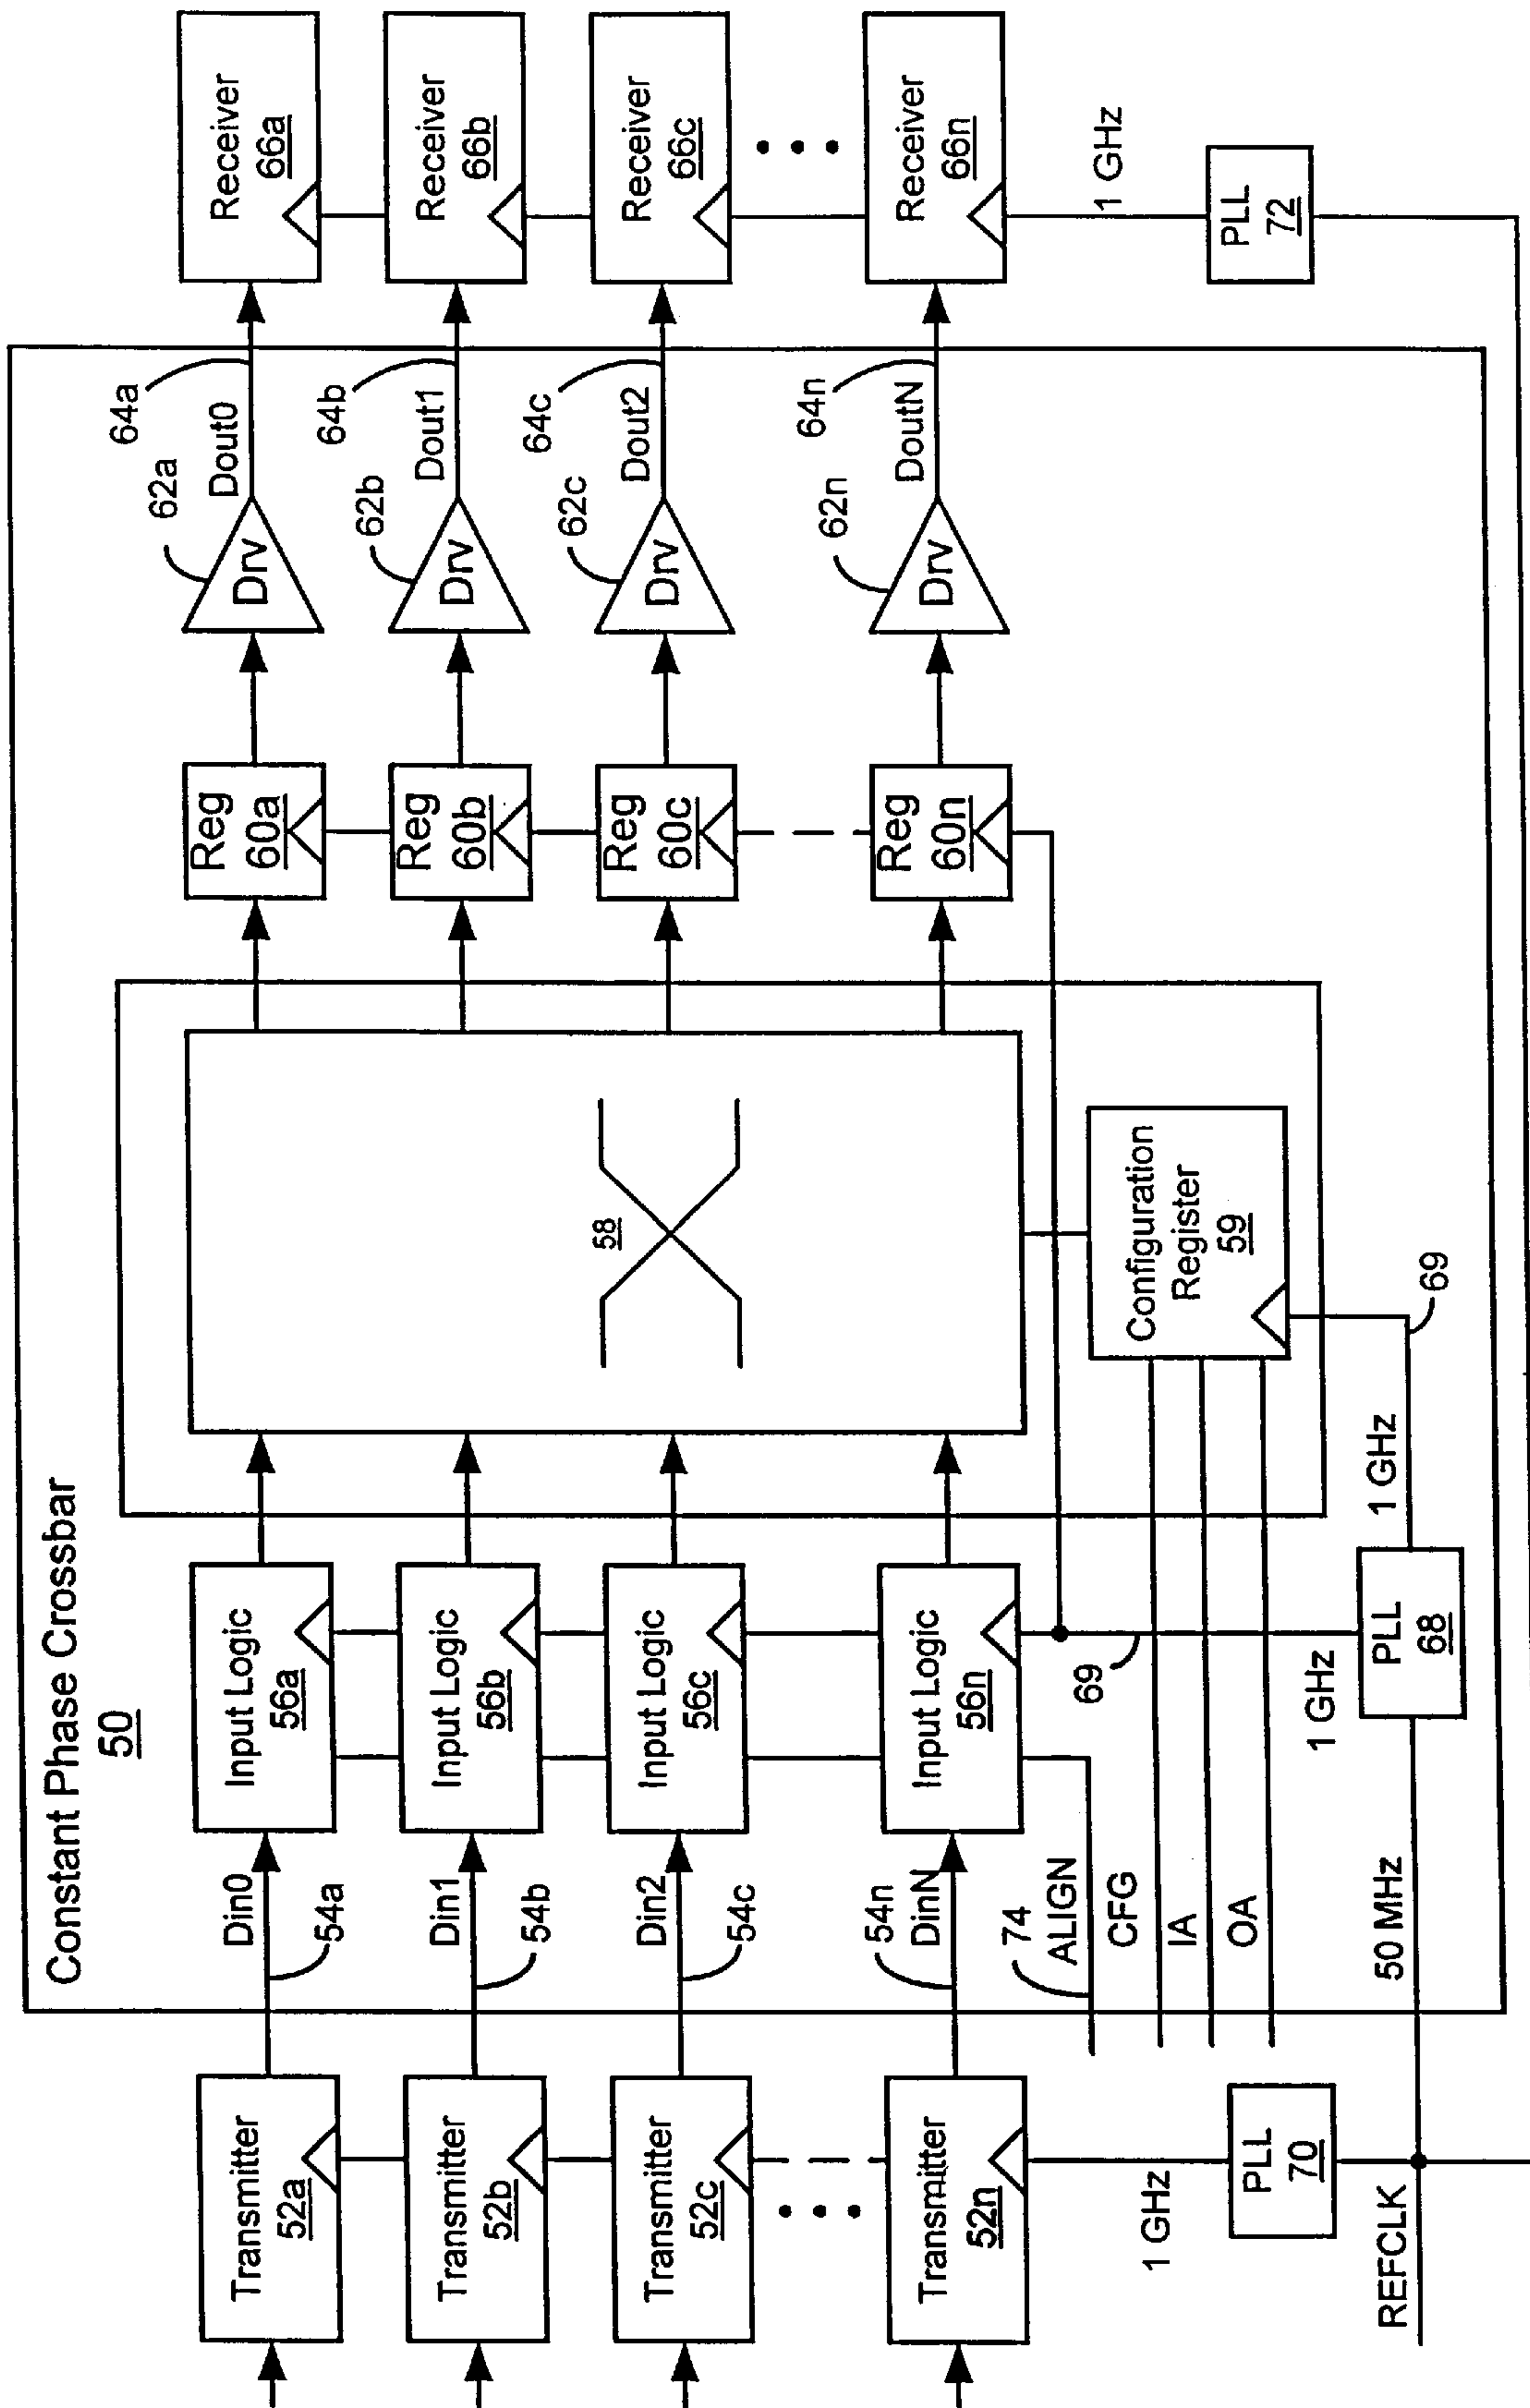 Constant Phase Crossbar
50
Transmitter
52a
Transmitter
52b
Transmitter
52c
Transmitter
52n
1 GHz
PLL
70
REFCLK
Din0
54a
Din1
54b
Din2
54c
54n
DinN
74
ALIGN
CFG
IA
OA
50 MHz
Input Logic
56a
Input Logic
56b
Input Logic
56c
Input Logic
56n
69
1 GHz
PLL
68
1 GHz
69
58
Configuration
Register
59
Reg
60a
Reg
60b
Reg
60c
Reg
60n
Drv
62a
Drv
62b
Drv
62c
Drv
62n
Dout0
64a
Dout1
64b
Dout2
64c
DoutN
64n
Receiver
66a
Receiver
66b
Receiver
66c
Receiver
66n
1 GHz
PLL
72